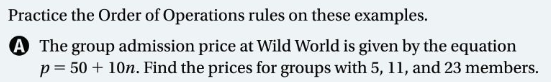 Practice the Order of Operations rules on these examples.
A The group admission price at Wild World is given by the equation
p = 50 + 10n. Find the prices for groups with 5, 11, and 23 members.